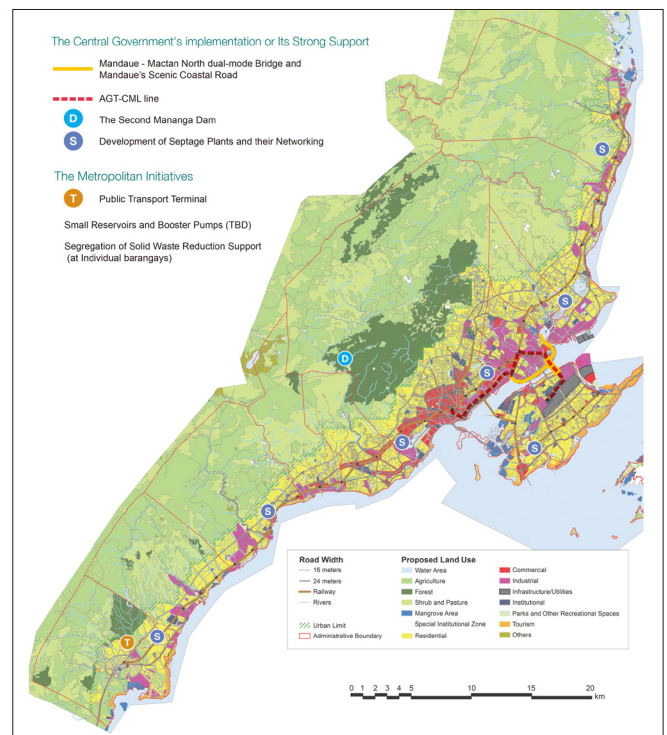 The Central Government's implementation or Its Strong Support
Mandaue - Mactan North dual-mode Bridge and
Mandaue's Scenic Coastal Road
AGT-CML line
D
The Second Mananga Dam
S
Development of Septage Plants and their Networking
The Metropolitan Initiatives
T
Public Transport Terminal
Small Reservoirs and Booster Pumps (TBD)
Segregation of Solid Waste Reduction Support
(at Individual barangays)
S
S
D
S
S
S
S
T
S
Road Width
16 meters
24 meters
Railway
Rivers
Urban Limit
Administrative Boundary
Proposed Land Use
Water Area
Agriculture
Forest
Shrub and Pasture
Mangrove Area
Special Institutional Zone
Residential
Commercial
Industrial
Infrastructure/Utilities
Institutional
Parks and Other Recreational Spaces
Tourism
Others
0 1 2 3 4 5 10 15 20
km